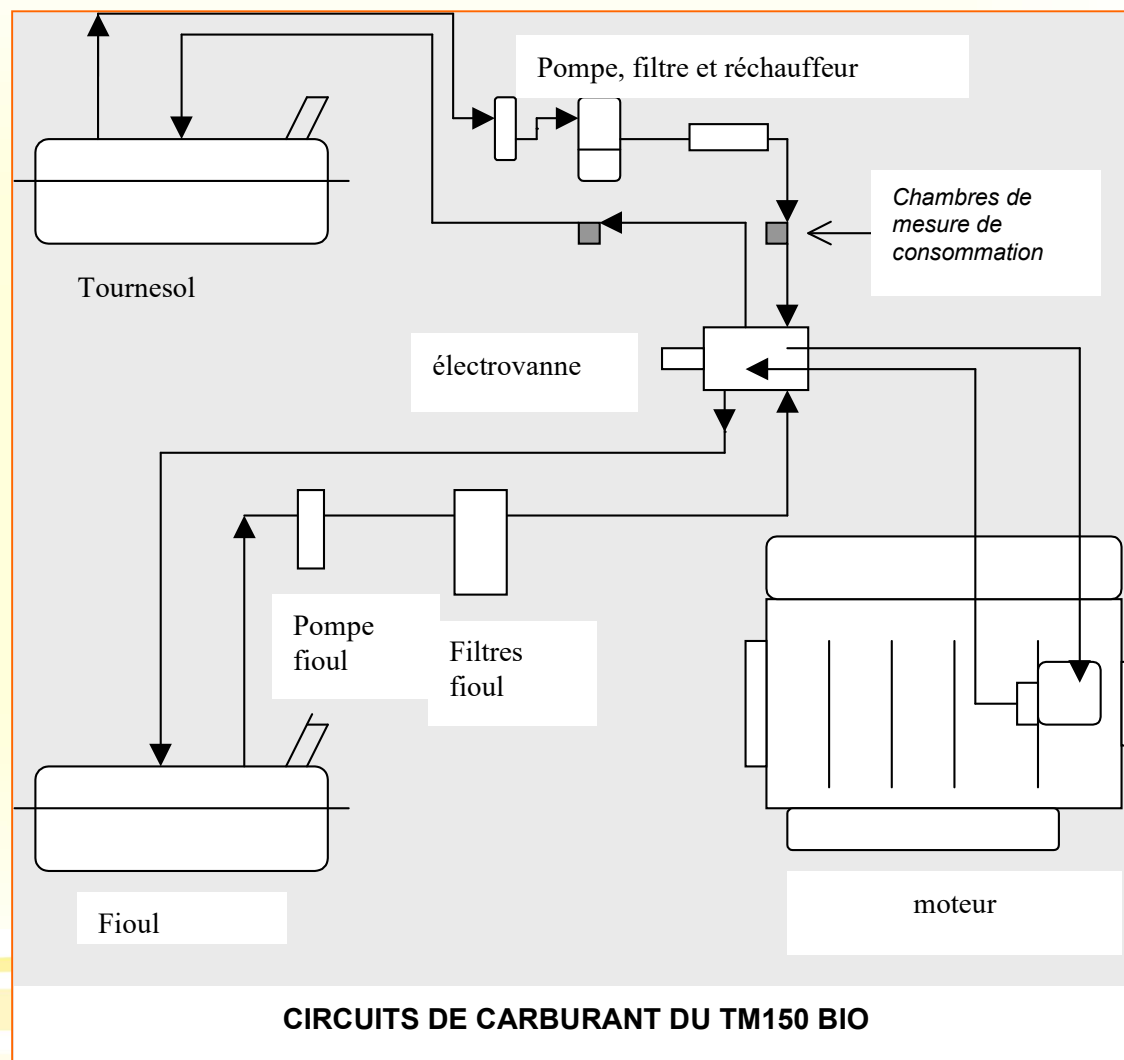 Pompe, filtre et réchauffeur
Chambres de
mesure de
consommation
Tournesol
électrovanne
Pompe
fioul
Filtres
fioul
Fioul
moteur
CIRCUITS DE CARBURANT DU TM150 BIO